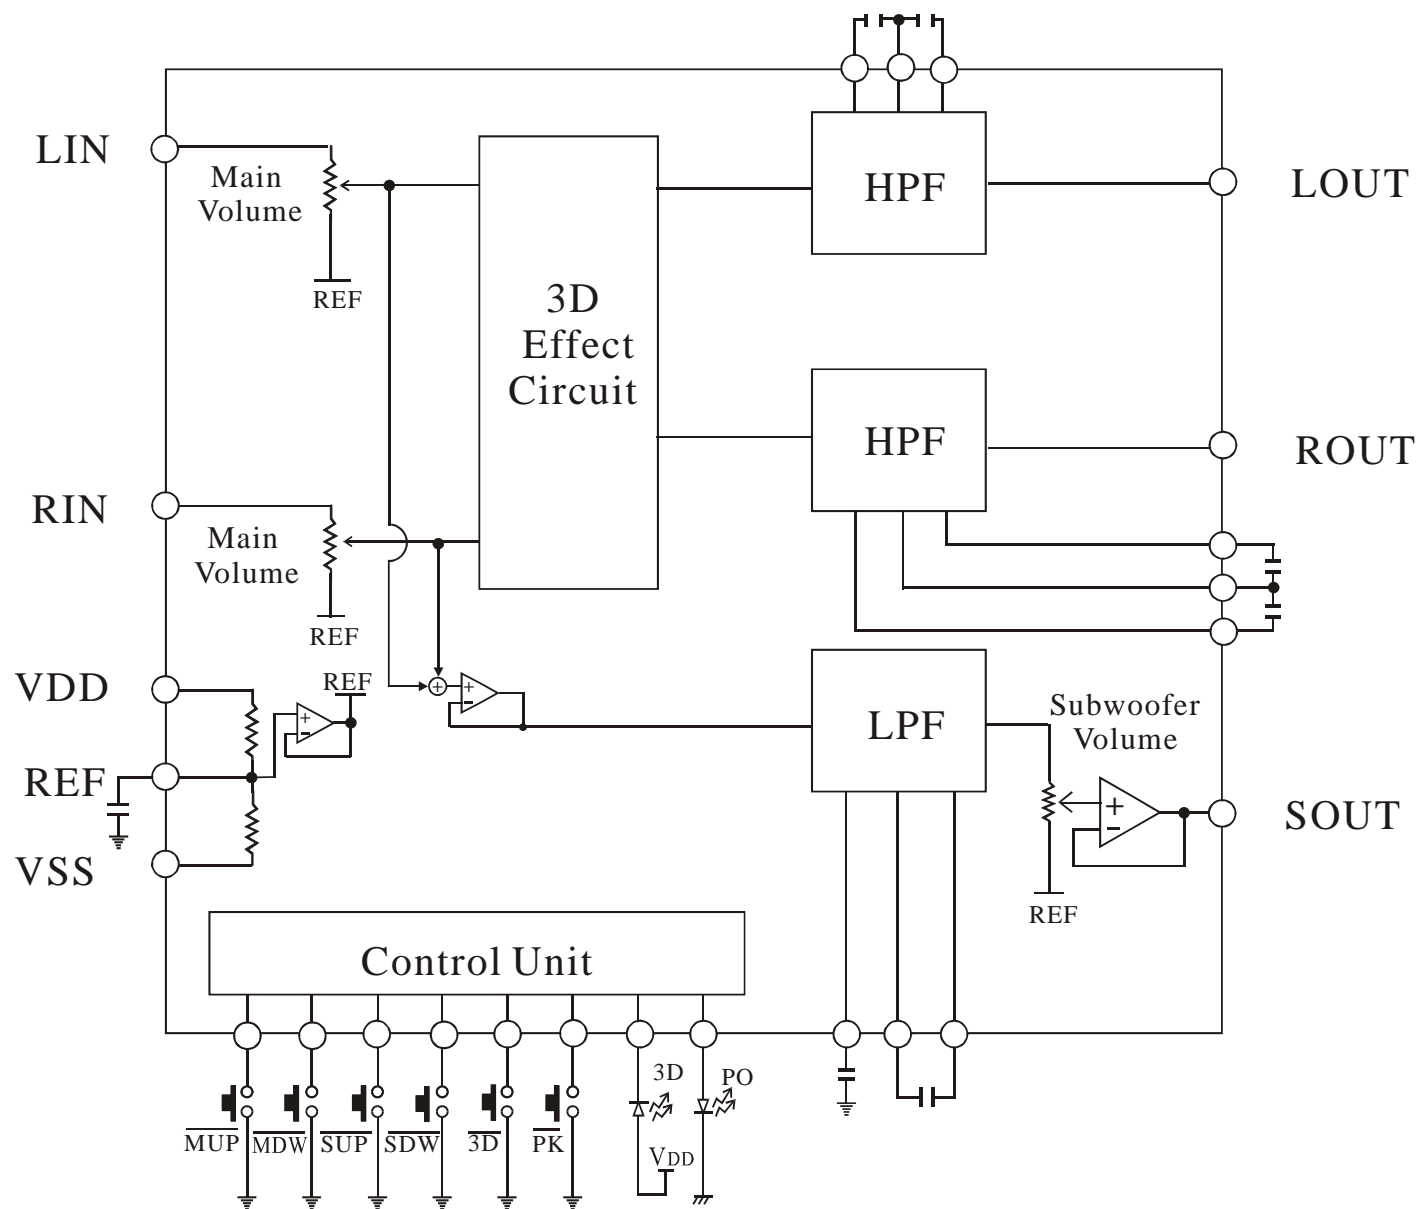 LIN
Main
Volume
REF
HPF
LOUT
3D
Effect
Circuit
HPF
ROUT
RIN
Main
Volume
REF
VDD
REF
+
-
+
+
-
LPF
Subwoofer
Volume
REF
+
-
SOUT
REF
VSS
Control Unit
3D
PO
MUP
MDW
SUP
SDW
3D
PK
VDD